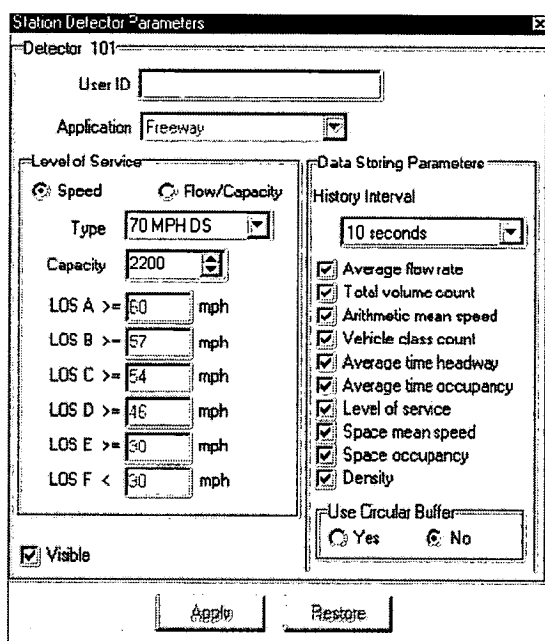 Station Detector Parameters
Detector 101
User ID
Application Freeway
Level of Service
Speed Flow/Capacity
Type 70 MPH DS
Capacity 2200
LOS A >= 60 mph
LOS B >= 57 mph
LOS C >= 54 mph
LOS D >= 46 mph
LOS E >= 30 mph
LOS F < 30 mph
Visible
Data Storing Parameters
History Interval
10 seconds
Average flow rate
Total volume count
Arithmetic mean speed
Vehicle class count
Average time headway
Average time occupancy
Level of service
Space mean speed
Space occupancy
Density
Use Circular Buffer
Yes No
Apply Restore